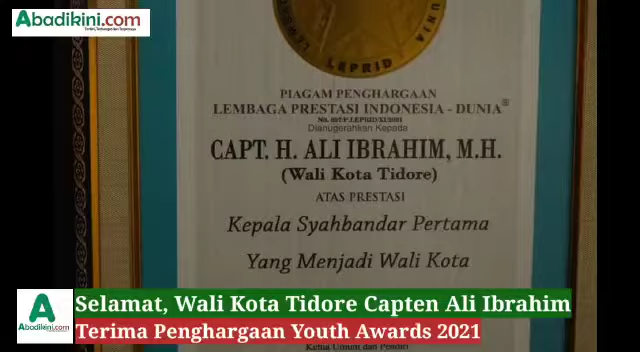 Abadikini.com
LEPRID
PIAGAM PENGHARGAAN
LEMBAGA PRESTASI INDONESIA - DUNIA®
Dianugerahkan Kepada
CAPT. H. ALI IBRAHIM, M.H.
(Wali Kota Tidore)
ATAS PRESTASI
Kepala Syahbandar Pertama
Yang Menjadi Wali Kota
A
Abadikini.com
Selamat, Wali Kota Tidore Capten Ali Ibrahim
Terima Penghargaan Youth Awards 2021
Ketua Umum dan Pendiri